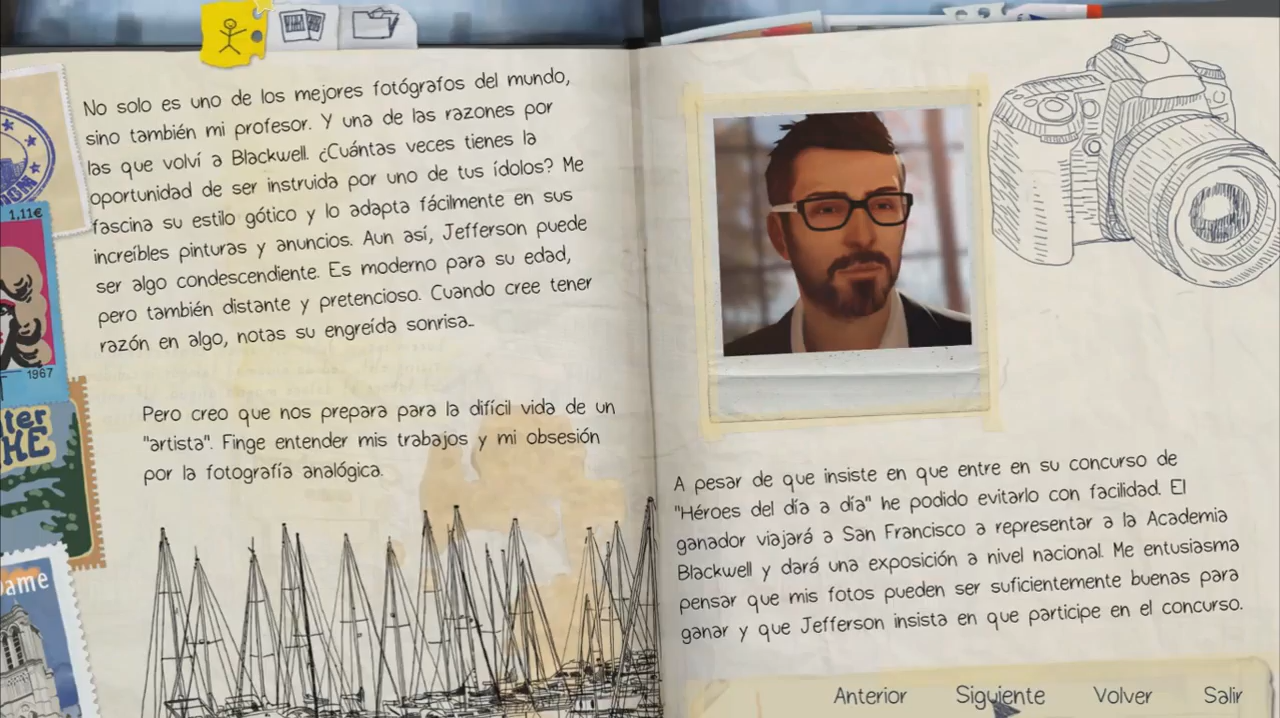 No solo es uno de los mejores fotógrafos del mundo,
sino también mi profesor. Y una de las razones por
las que volví a Blackwell. ¿Cuántas veces tienes la
oportunidad de ser instruida por uno de tus ídolos? Me
fascina su estilo gótico y lo adapta fácilmente en sus
increíbles pinturas y anuncios. Aun así, Jefferson puede
ser algo condescendiente. Es moderno para su edad,
pero también distante y pretencioso. Cuando cree tener
razón en algo, notas su engreída sonrisa...
Pero creo que nos prepara para la difícil vida de un
"artista". Finge entender mis trabajos y mi obsesión
por la fotografía analógica.
1,11€
1967
ter
HE
ame
A pesar de que insiste en que entre en su concurso de
"Héroes del día a día" he podido evitarlo con facilidad. El
ganador viajará a San Francisco a representar a la Academia
Blackwell y dará una exposición a nivel nacional. Me entusiasma
pensar que mis fotos pueden ser suficientemente buenas para
ganar y que Jefferson insista en que participe en el concurso.
Anterior Siguiente Volver Salir